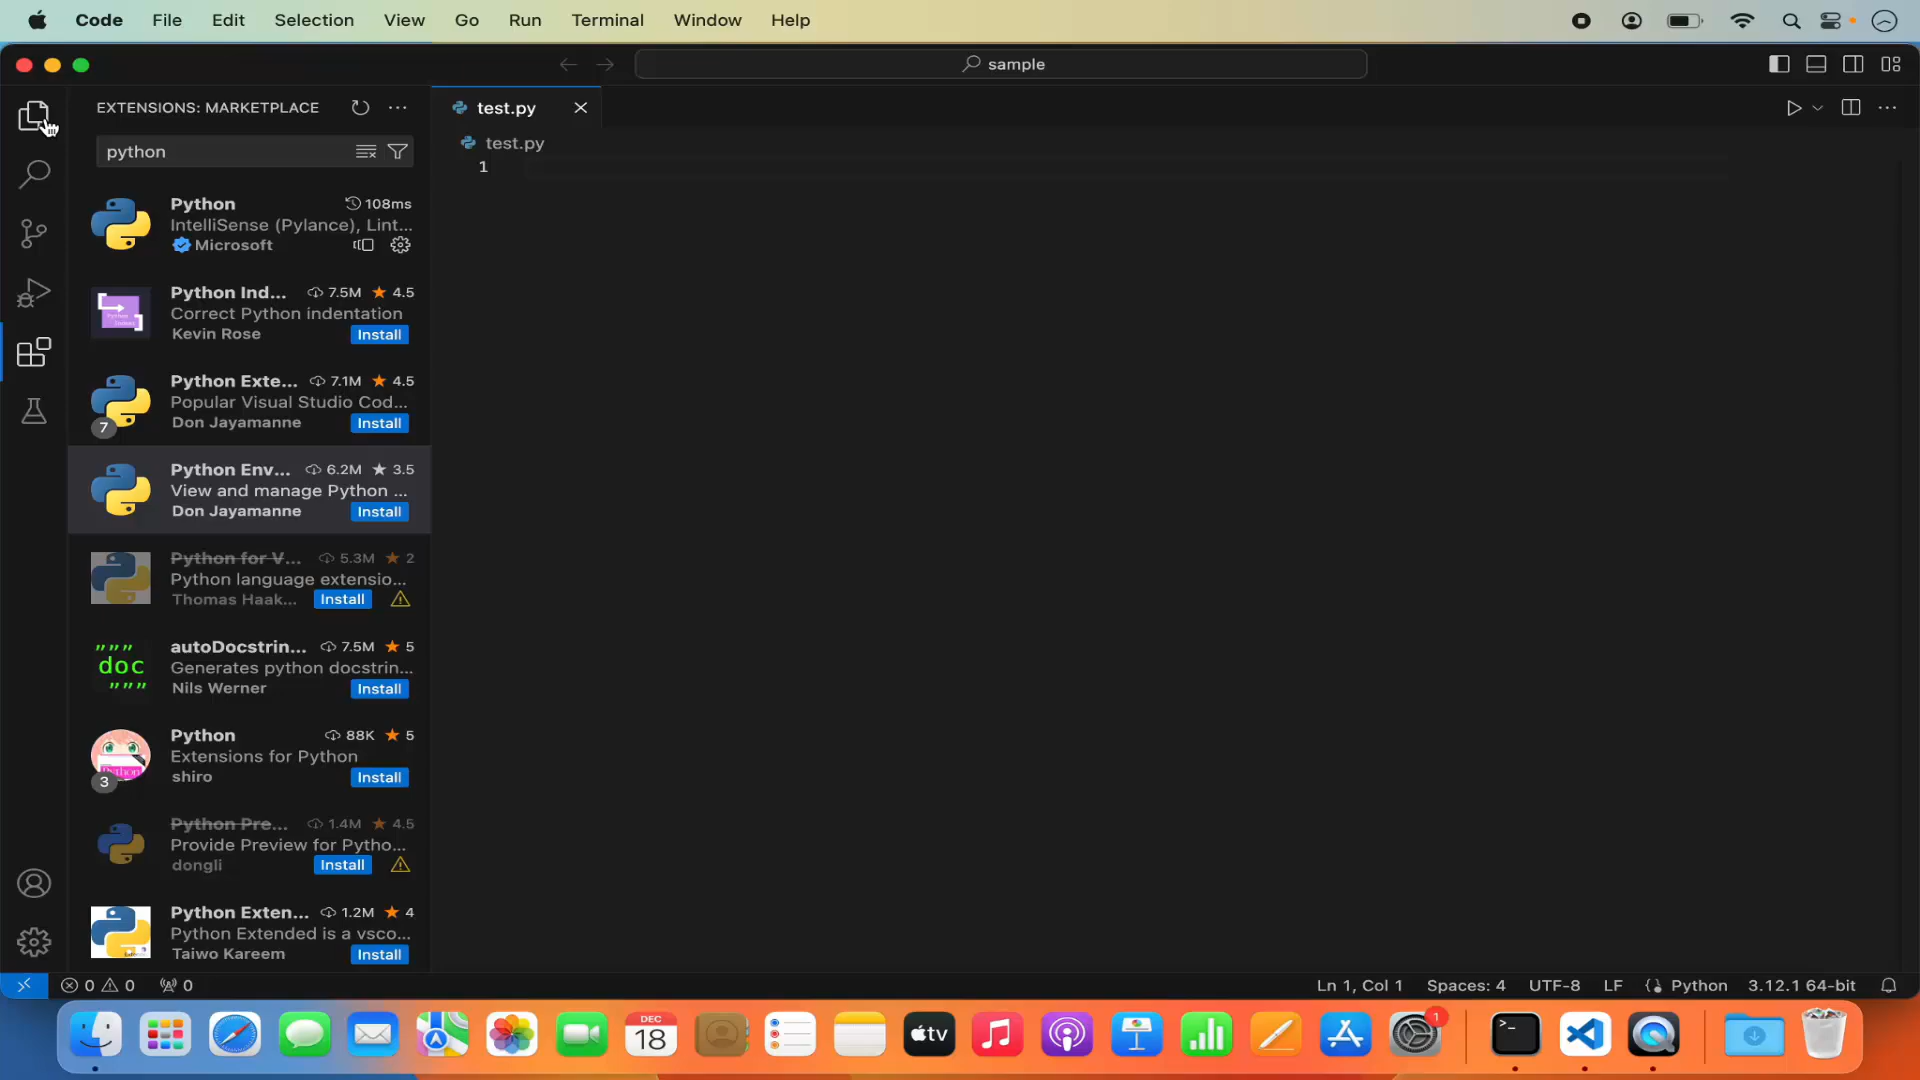 Code File Edit Selection View Go Run Terminal Window Help
sample
EXTENSIONS: MARKETPLACE
python
Python 108ms
IntelliSense (Pylance), Lint...
Microsoft
Python Ind... 7.5M 4.5
Correct Python indentation
Kevin Rose Install
Python Exte... 7.1M 4.5
Popular Visual Studio Cod...
Don Jayamanne Install
7
Python Env... 6.2M 3.5
View and manage Python ...
Don Jayamanne Install
Python for V... 5.3M 2
Python language extensio...
Thomas Haak... Install
"""
doc
"""
autoDocstrin... 7.5M 5
Generates python docstrin...
Nils Werner Install
Python 88K 5
Extensions for Python
shiro Install
3
Python Pre... 1.4M 4.5
Provide Preview for Pytho...
dongli Install
Python Exten... 1.2M 4
Python Extended is a vsco...
Taiwo Kareem Install
test.py
test.py
1
0 0 0
Ln 1, Col 1 Spaces: 4 UTF-8 LF Python 3.12.1 64-bit
DEC
18
tv
1